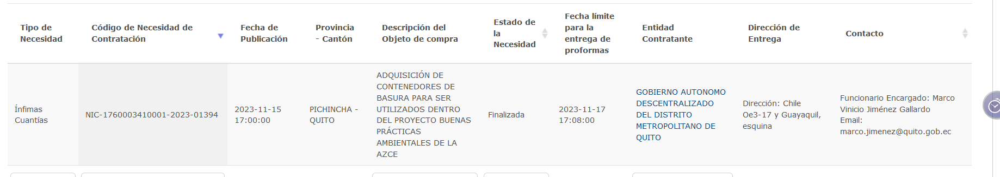 Tipo de
Necesidad
Código de Necesidad de
Contratación
Fecha de
Publicación
Provincia
- Cantón
Descripción del
Objeto de compra
Estado de
la
Necesidad
Fecha límite
para la
entrega de
proformas
Entidad
Contratante
Dirección de
Entrega
Contacto
Ínfimas
Cuantías
NIC-1760003410001-2023-01394
2023-11-15
17:00:00
PICHINCHA -
QUITO
ADQUISICIÓN DE
CONTENEDORES DE
BASURA PARA SER
UTILIZADOS DENTRO
DEL PROYECTO BUENAS
PRÁCTICAS
AMBIENTALES DE LA
AZCE
Finalizada
2023-11-17
17:08:00
GOBIERNO AUTONOMO
DESCENTRALIZADO
DEL DISTRITO
METROPOLITANO DE
QUITO
Dirección: Chile
Oe3-17 y Guayaquil,
esquina
Funcionario Encargado: Marco
Vinicio Jiménez Gallardo
Email:
marco.jimenez@quito.gob.ec